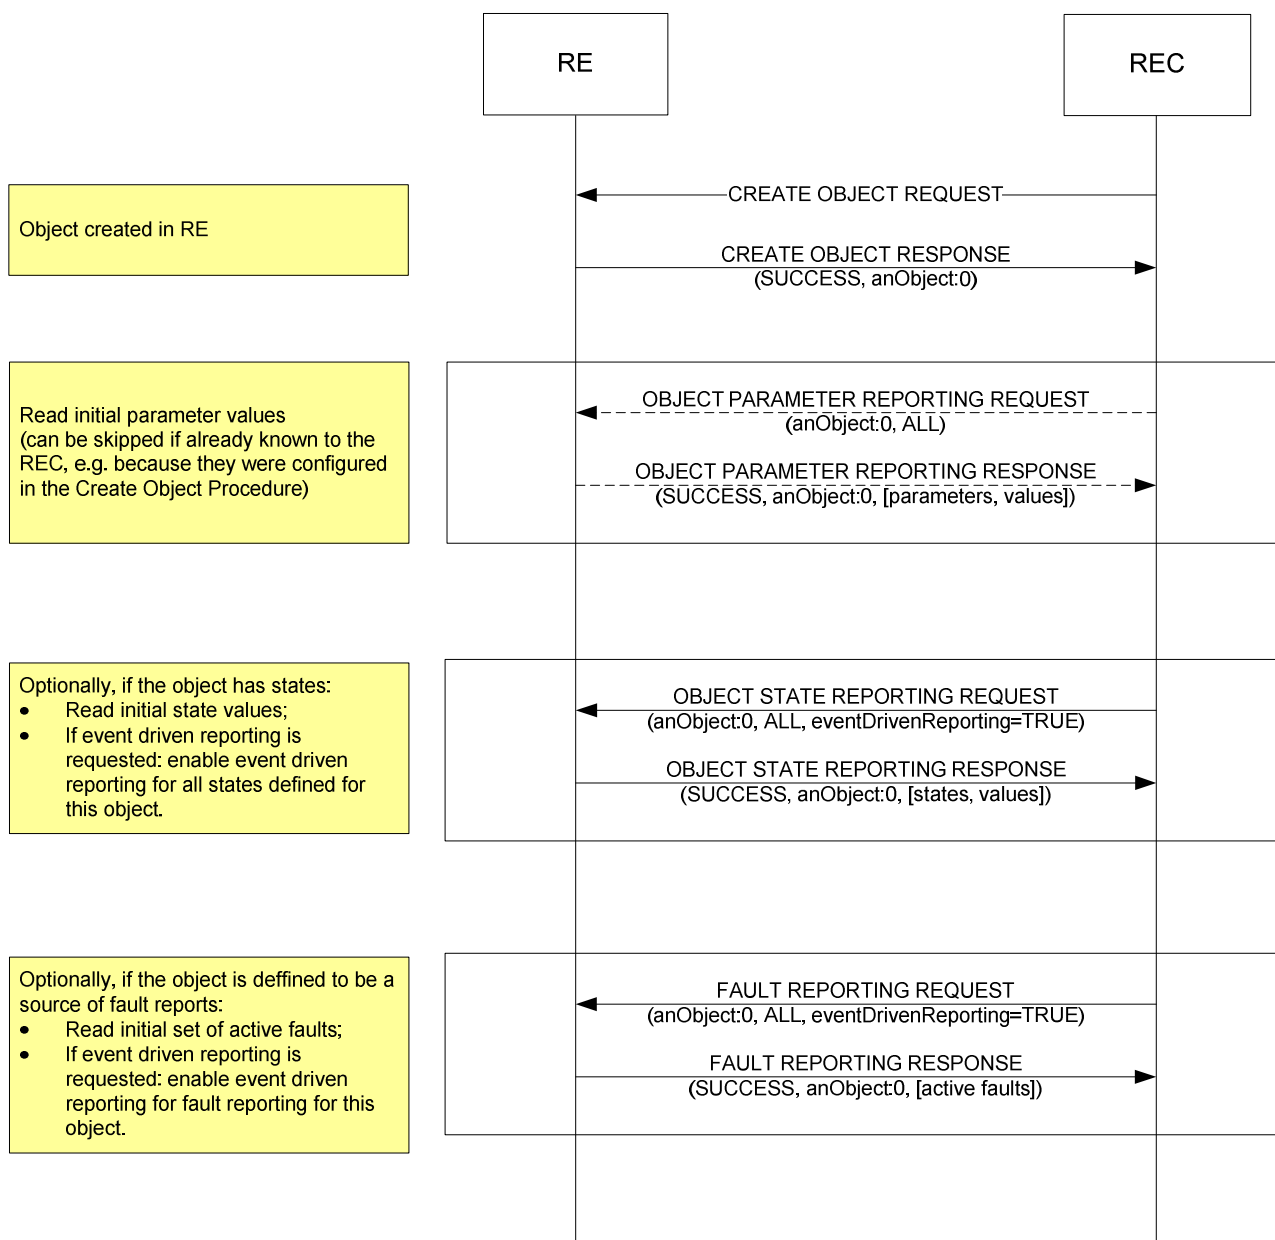 RE
REC
Object created in RE
CREATE OBJECT REQUEST
CREATE OBJECT RESPONSE
(SUCCESS, anObject:0)
Read initial parameter values
(can be skipped if already known to the
REC, e.g. because they were configured
in the Create Object Procedure)
OBJECT PARAMETER REPORTING REQUEST
(anObject:0, ALL)
OBJECT PARAMETER REPORTING RESPONSE
(SUCCESS, anObject:0, [parameters, values])
Optionally, if the object has states:
• Read initial state values;
• If event driven reporting is
requested: enable event driven
reporting for all states defined for
this object.
OBJECT STATE REPORTING REQUEST
(anObject:0, ALL, eventDrivenReporting=TRUE)
OBJECT STATE REPORTING RESPONSE
(SUCCESS, anObject:0, [states, values])
Optionally, if the object is deffined to be a
source of fault reports:
• Read initial set of active faults;
• If event driven reporting is
requested: enable event driven
reporting for fault reporting for this
object.
FAULT REPORTING REQUEST
(anObject:0, ALL, eventDrivenReporting=TRUE)
FAULT REPORTING RESPONSE
(SUCCESS, anObject:0, [active faults])